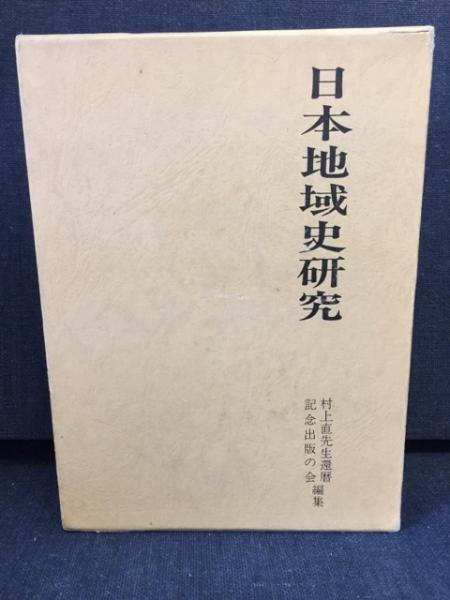 日本地域史研究
村上直先生還暦
記念出版の会
編集